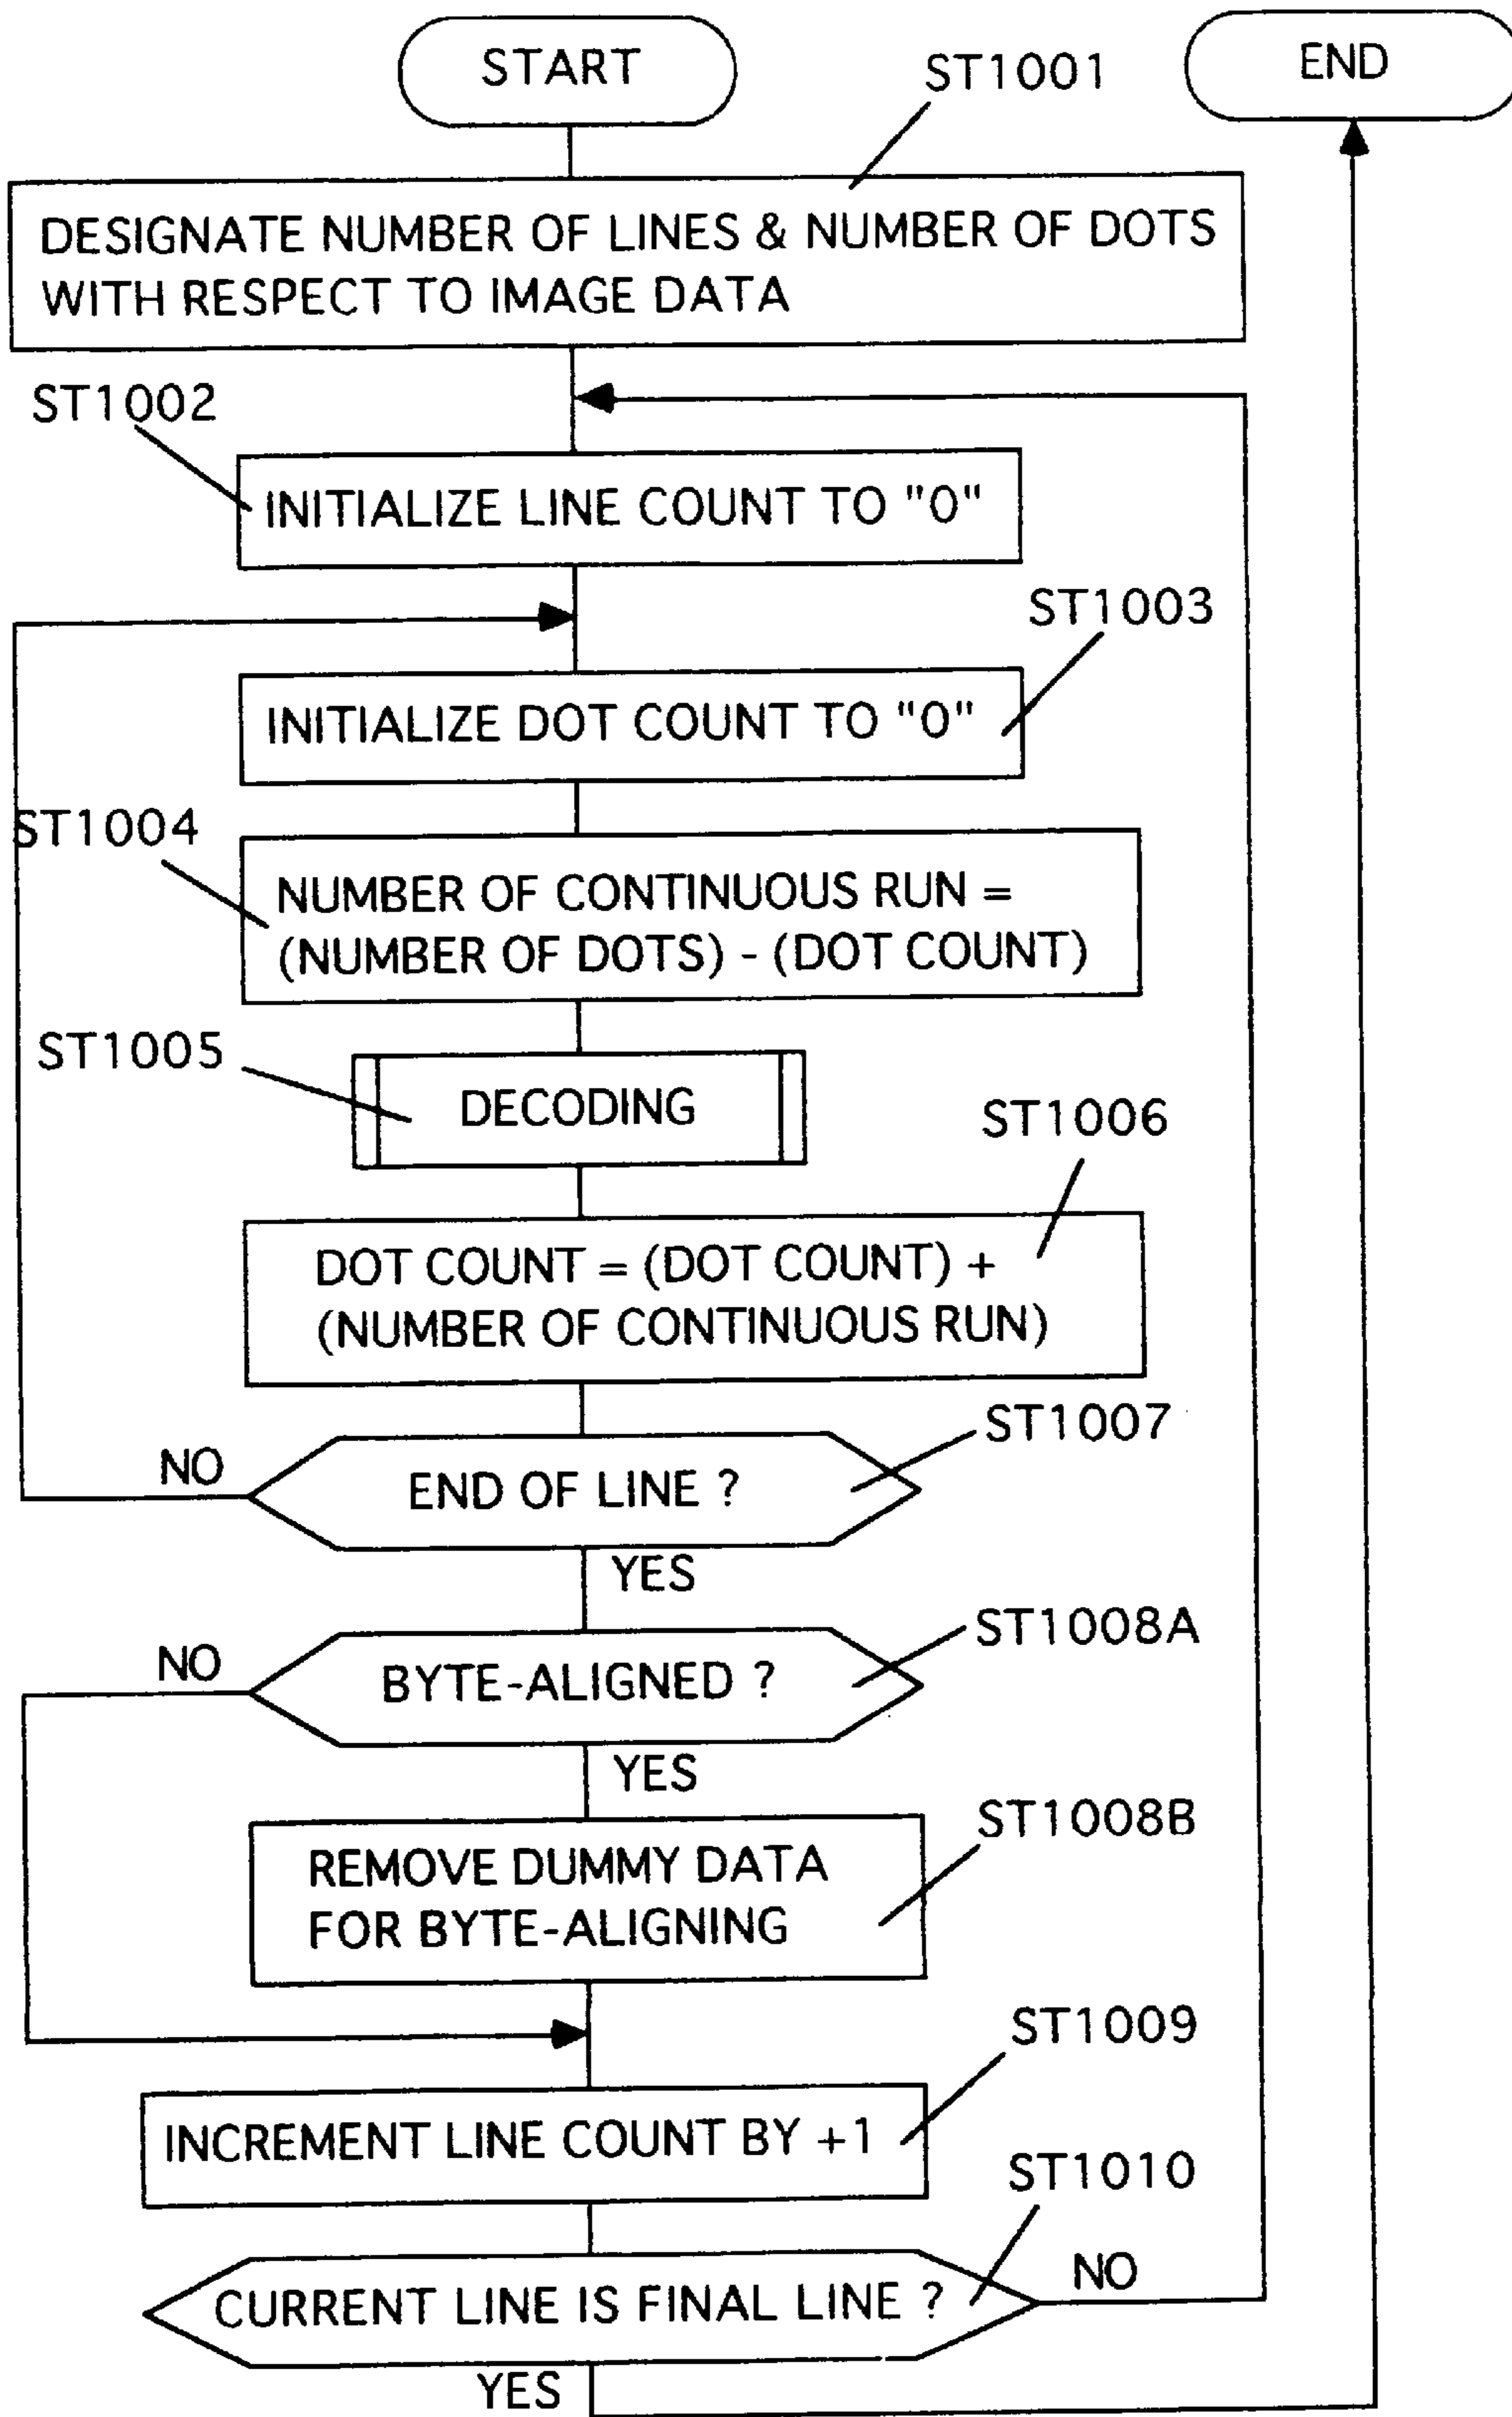 START
END
ST1001
DESIGNATE NUMBER OF LINES & NUMBER OF DOTS
WITH RESPECT TO IMAGE DATA
ST1002
INITIALIZE LINE COUNT TO "0"
ST1003
INITIALIZE DOT COUNT TO "0"
ST1004
NUMBER OF CONTINUOUS RUN =
(NUMBER OF DOTS) - (DOT COUNT)
ST1005
DECODING
ST1006
DOT COUNT = (DOT COUNT) +
(NUMBER OF CONTINUOUS RUN)
ST1007
NO
END OF LINE ?
YES
ST1008A
NO
BYTE-ALIGNED ?
YES
ST1008B
REMOVE DUMMY DATA
FOR BYTE-ALIGNING
ST1009
INCREMENT LINE COUNT BY +1
ST1010
CURRENT LINE IS FINAL LINE ?
NO
YES